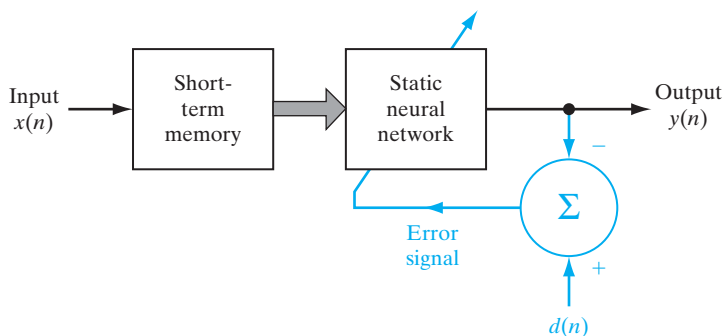 Input
x(n)
Short-
term
memory
Static
neural
network
Output
y(n)
−
Σ
+
Error
signal
d(n)